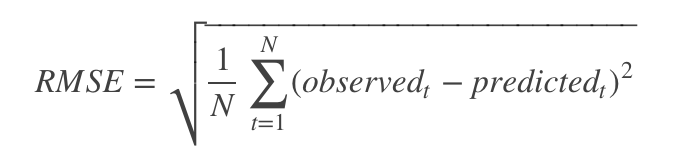 RMSE = √(1/N ∑_{t=1}^{N} (observed_t − predicted_t)²)